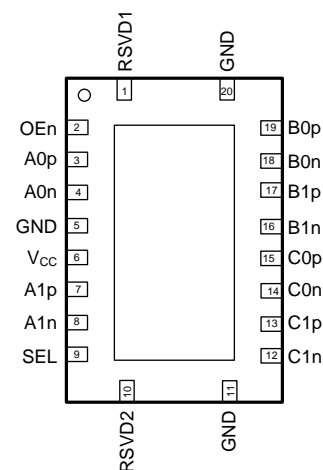 RSVD1
GND
1
20
OEn 2
A0p 3
A0n 4
GND 5
VCC 6
A1p 7
A1n 8
SEL 9
19 B0p
18 B0n
17 B1p
16 B1n
15 C0p
14 C0n
13 C1p
12 C1n
10
11
RSVD2
GND